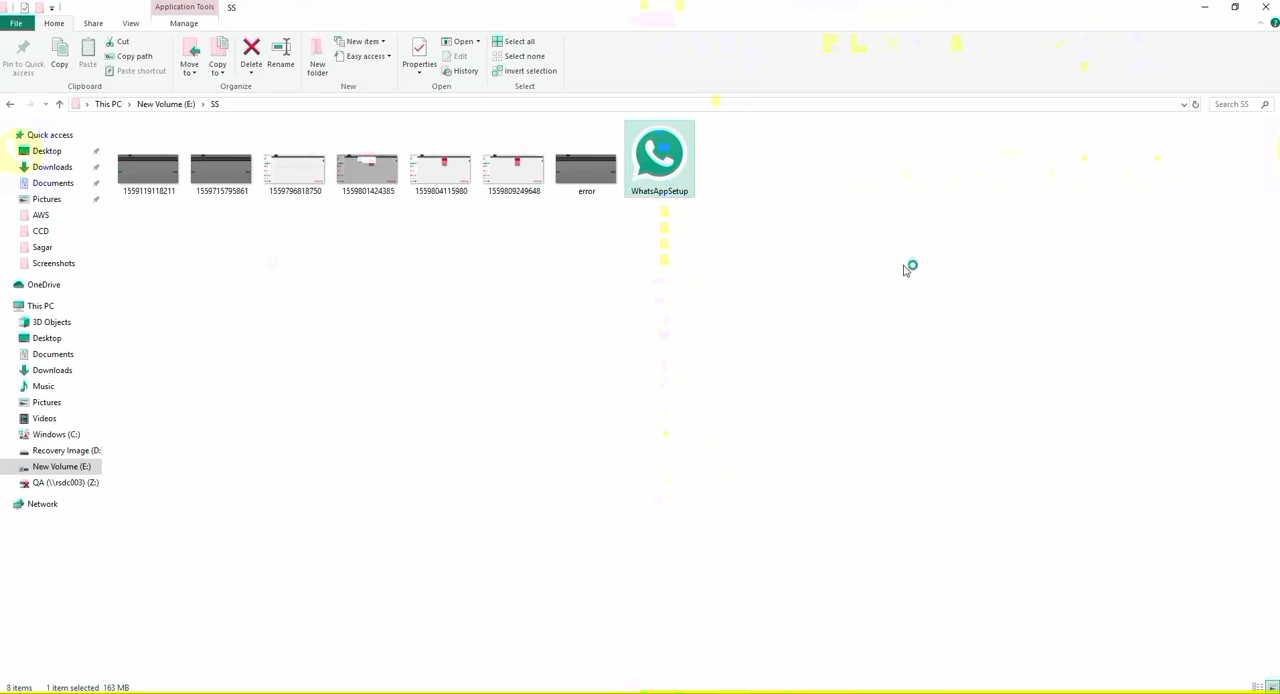 Application Tools SS
File Home Share View Manage
Pin to Quick access
Copy
Paste
Cut
Copy path
Paste shortcut
Clipboard
Move to
Copy to
Delete
Rename
Organize
New folder
New item
Easy access
New
Properties
Open
Edit
History
Open
Select all
Select none
Invert selection
Select
This PC New Volume (E:) SS
Search SS
Quick access
Desktop
Downloads
Documents
Pictures
AWS
CCD
Sagar
Screenshots
OneDrive
This PC
3D Objects
Desktop
Documents
Downloads
Music
Pictures
Videos
Windows (C:)
Recovery Image (D:
New Volume (E:)
QA (\\rsdc003) (Z:)
Network
1559119118211 1559715795861 1559796818750 1559801424385 1559804115980 1559809249648 error WhatsAppSetup
8 items 1 item selected 163 MB